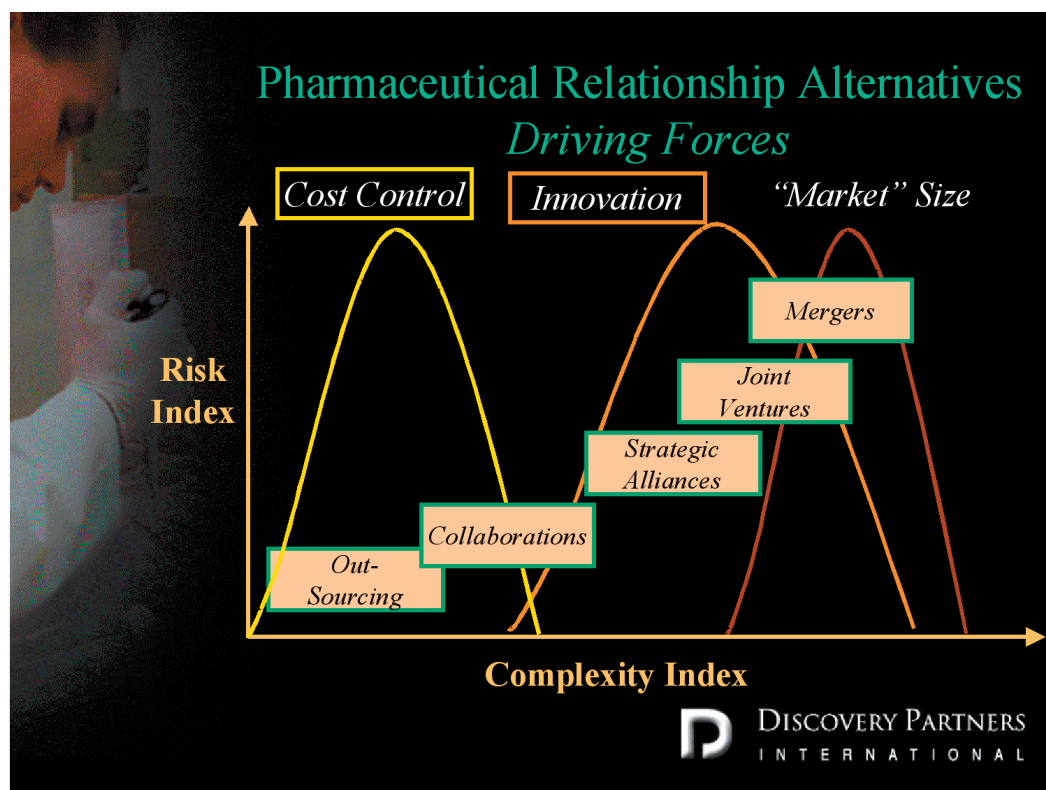 Pharmaceutical Relationship Alternatives
Driving Forces
Cost Control
Innovation
“Market” Size
Mergers
Risk
Index
Joint
Ventures
Strategic
Alliances
Collaborations
Out-
Sourcing
Complexity Index
DISCOVERY PARTNERS
INTERNATIONAL